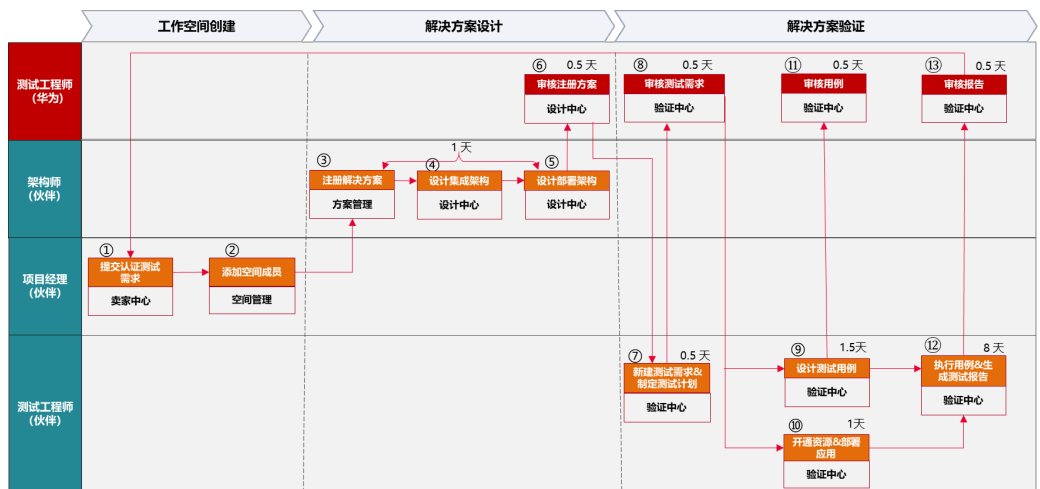 工作空间创建
解决方案设计
解决方案验证
测试工程师
（华为）
⑥
0.5 天
审核注册方案
设计中心
⑧
0.5 天
审核测试需求
验证中心
⑪
0.5 天
审核用例
验证中心
⑬
0.5 天
审核报告
验证中心
架构师
（伙伴）
1 天
③
注册解决方案
方案管理
④
设计集成架构
设计中心
⑤
设计部署架构
设计中心
项目经理
（伙伴）
①
提交认证测试
需求
卖家中心
②
添加空间成员
空间管理
测试工程师
（伙伴）
⑦
0.5 天
新建测试需求&
制定测试计划
验证中心
⑨
1.5天
设计测试用例
验证中心
⑫
8 天
执行用例&生
成测试报告
验证中心
⑩
1天
开通资源&部署
应用
验证中心